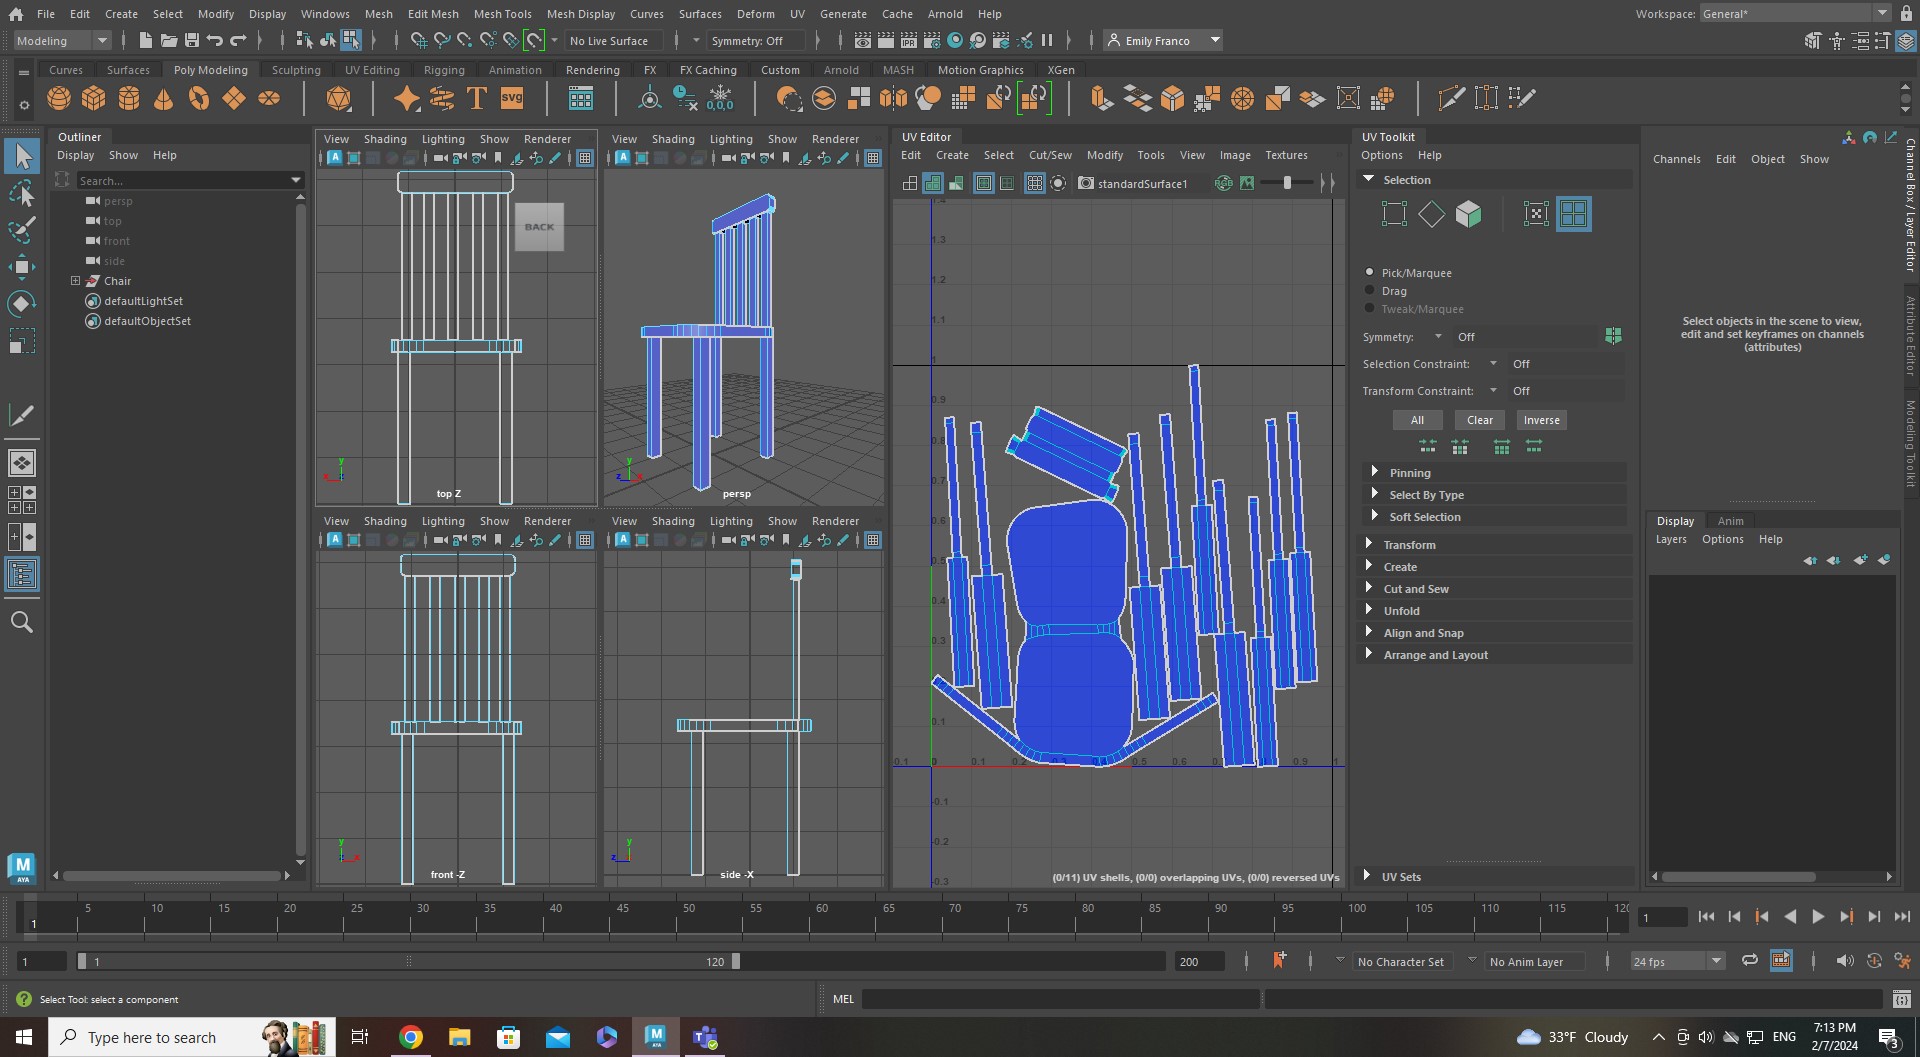 File Edit Create Select Modify Display Windows Mesh Edit Mesh Mesh Tools Mesh Display Curves Surfaces Deform UV Generate Cache Arnold Help Workspace: General*
Modeling No Live Surface Symmetry: Off Emily Franco
Curves Surfaces Poly Modeling Sculpting UV Editing Rigging Animation Rendering FX FX Caching Custom Arnold MASH Motion Graphics XGen
T SVG 0,0,0
Outliner
Display Show Help
Search...
persp
top
front
side
Chair
defaultLightSet
defaultObjectSet
View Shading Lighting Show Renderer
BACK
y
x
top Z
View Shading Lighting Show Renderer
y
z
persp
View Shading Lighting Show Renderer
y
x
front -Z
View Shading Lighting Show Renderer
y
z
side -X
UV Editor
Edit Create Select Cut/Sew Modify Tools View Image Textures
standardSurface1
1.4
1.3
1.2
1.1
1
0.9
0.8
0.7
0.6
0.5
0.4
0.3
0.1
0.1 0 0.1 0.2 0.3 0.4 0.5 0.6 0.9 1
-0.1
-0.2
-0.3
(0/11) UV shells, (0/0) overlapping UVs, (0/0) reversed UVs
UV Toolkit
Options Help
Selection
Pick/Marquee
Drag
Tweak/Marquee
Symmetry: Off
Selection Constraint: Off
Transform Constraint: Off
All Clear Inverse
Pinning
Select By Type
Soft Selection
Transform
Create
Cut and Sew
Unfold
Align and Snap
Arrange and Layout
UV Sets
Channels Edit Object Show
Select objects in the scene to view,
edit and set keyframes on channels
(attributes)
Channel Box / Layer Editor
Attribute Editor
Modeling Toolkit
Display Anim
Layers Options Help
5 10 15 20 25 30 35 40 45 50 55 60 65 70 75 80 85 90 95 100 105 110 115 120
1 1
1 1 120 200 No Character Set No Anim Layer 24 fps
Select Tool: select a component MEL
M
AYA
Type here to search 33°F Cloudy ENG 7:13 PM
2/7/2024 3